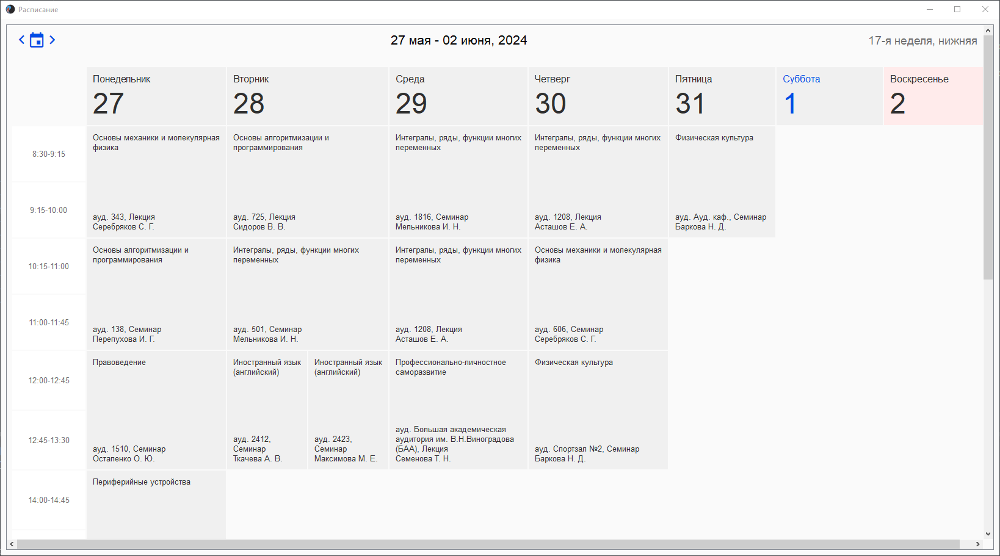 Расписание
27 мая - 02 июня, 2024
17-я неделя, нижняя
Понедельник
27
Вторник
28
Среда
29
Четверг
30
Пятница
31
Суббота
1
Воскресенье
2
8:30-9:15
9:15-10:00
Основы механики и молекулярная
физика
ауд. 343, Лекция
Серебряков С. Г.
Основы алгоритмизации и
программирования
ауд. 725, Лекция
Сидоров В. В.
Интегралы, ряды, функции многих
переменных
ауд. 1816, Семинар
Мельникова И. Н.
Интегралы, ряды, функции многих
переменных
ауд. 1208, Лекция
Асташов Е. А.
Физическая культура
ауд. Ауд. каф., Семинар
Баркова Н. Д.
10:15-11:00
11:00-11:45
Основы алгоритмизации и
программирования
ауд. 138, Семинар
Перепухова И. Г.
Интегралы, ряды, функции многих
переменных
ауд. 501, Семинар
Мельникова И. Н.
Интегралы, ряды, функции многих
переменных
ауд. 1208, Лекция
Асташов Е. А.
Основы механики и молекулярная
физика
ауд. 606, Семинар
Серебряков С. Г.
12:00-12:45
12:45-13:30
Правоведение
ауд. 1510, Семинар
Остапенко О. Ю.
Иностранный язык
(английский)
ауд. 2412,
Семинар
Ткачева А. В.
Иностранный язык
(английский)
ауд. 2423,
Семинар
Максимова М. Е.
Профессионально-личностное
саморазвитие
ауд. Большая академическая
аудитория им. В.Н.Виноградова
(БАА), Лекция
Семенова Т. Н.
Физическая культура
ауд. Спортзал №2, Семинар
Баркова Н. Д.
14:00-14:45
Периферийные устройства